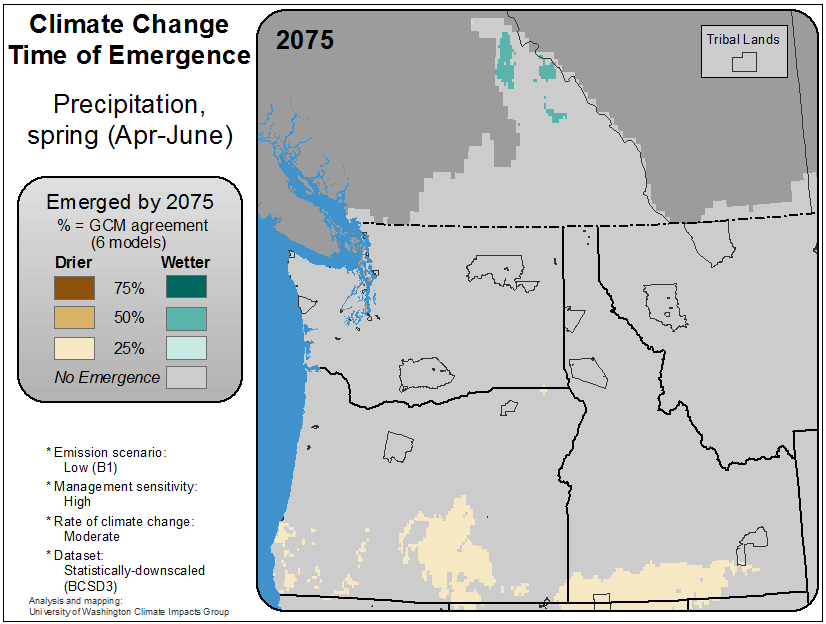 Climate Change
Time of Emergence
Precipitation,
spring (Apr-June)
Emerged by 2075
% = GCM agreement
(6 models)
Drier Wetter
75%
50%
25%
No Emergence
* Emission scenario:
Low (B1)
* Management sensitivity:
High
* Rate of climate change:
Moderate
* Dataset:
Statistically-downscaled
(BCSD3)
Analysis and mapping:
University of Washington Climate Impacts Group
2075
Tribal Lands